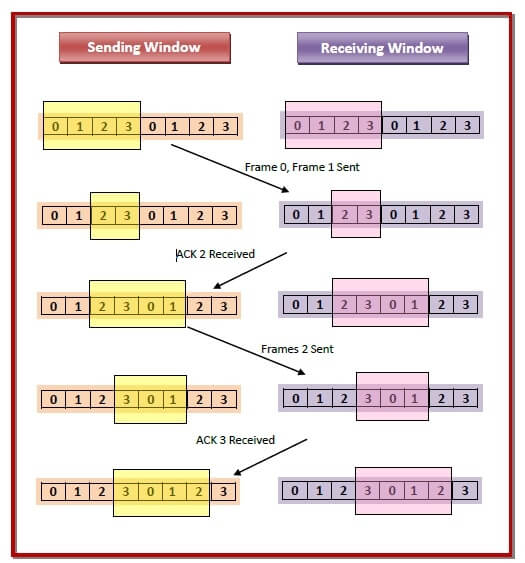 Sending Window
Receiving Window
0 1 2 3 0 1 2 3
0 1 2 3 0 1 2 3
Frame 0, Frame 1 Sent
0 1 2 3 0 1 2 3
0 1 2 3 0 1 2 3
ACK 2 Received
0 1 2 3 0 1 2 3
0 1 2 3 0 1 2 3
Frames 2 Sent
0 1 2 3 0 1 2 3
0 1 2 3 0 1 2 3
ACK 3 Received
0 1 2 3 0 1 2 3
0 1 2 3 0 1 2 3